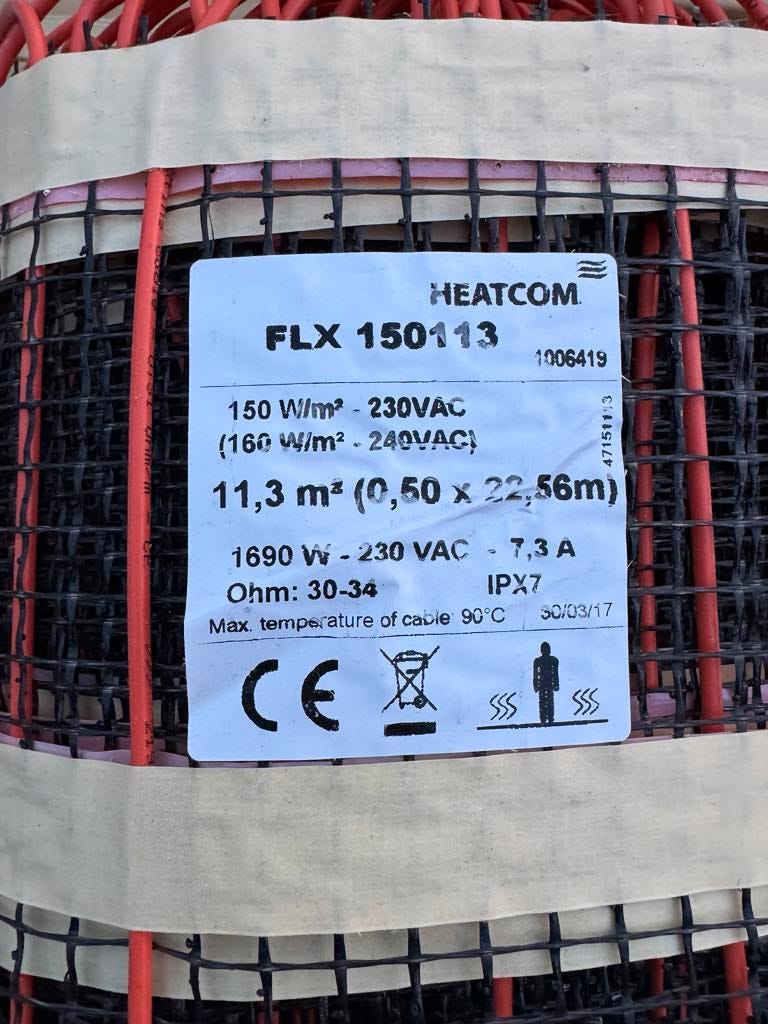 HEATCOM
FLX 150113
1006419
150 W/m² - 230VAC
(160 W/m² - 240VAC)
47151113
11,3 m² (0,50 x 22,56m)
1690 W - 230 VAC - 7,3 A
Ohm: 30-34 IPX7
Max. temperature of cable 90°C 30/03/17
CE